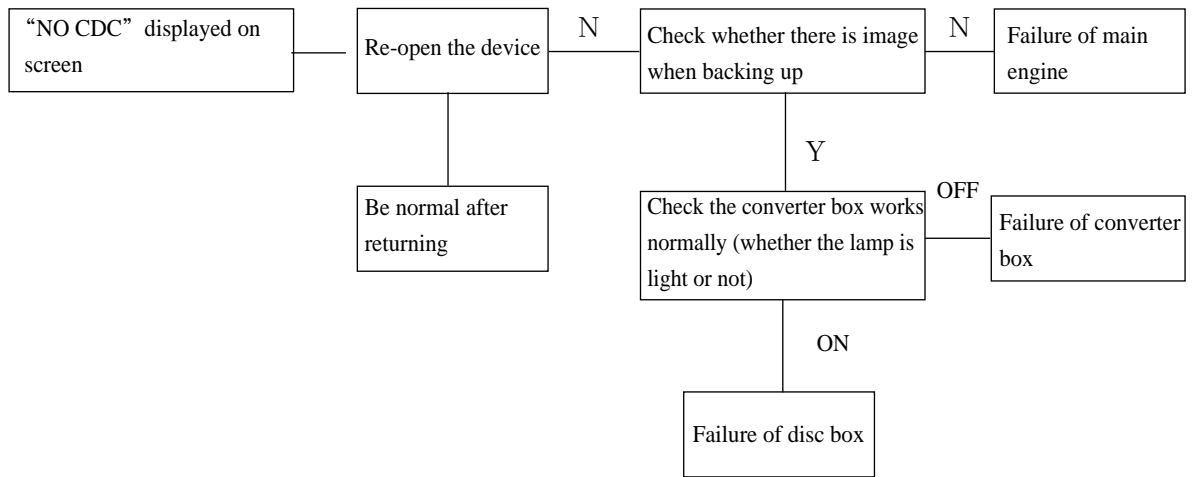 “NO CDC” displayed on
screen
Re-open the device
N
Check whether there is image
when backing up
N
Failure of main
engine
Y
Be normal after
returning
Check the converter box works
normally (whether the lamp is
light or not)
OFF
Failure of converter
box
ON
Failure of disc box